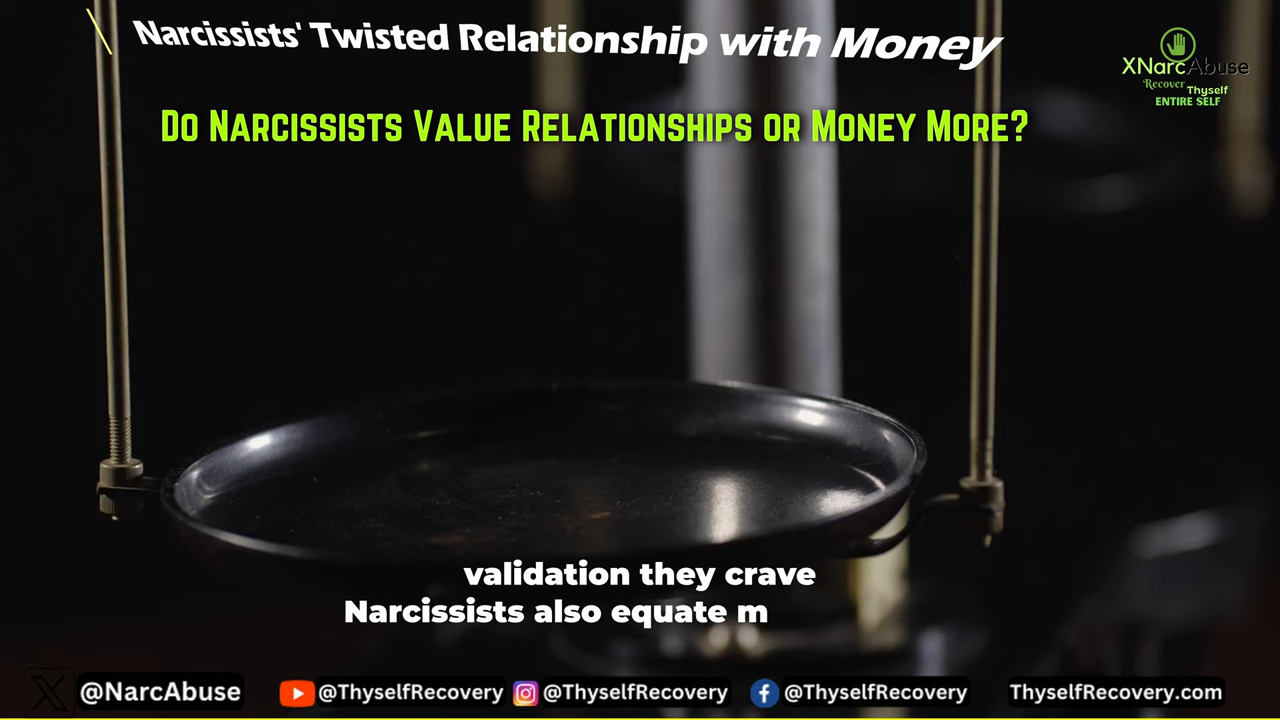 Narcissists' Twisted Relationship with Money
XNarcAbuse
Recover Thyself
ENTIRE SELF
Do Narcissists Value Relationships or Money More?
validation they crave
Narcissists also equate m
@NarcAbuse @ThyselfRecovery @ThyselfRecovery @ThyselfRecovery ThyselfRecovery.com